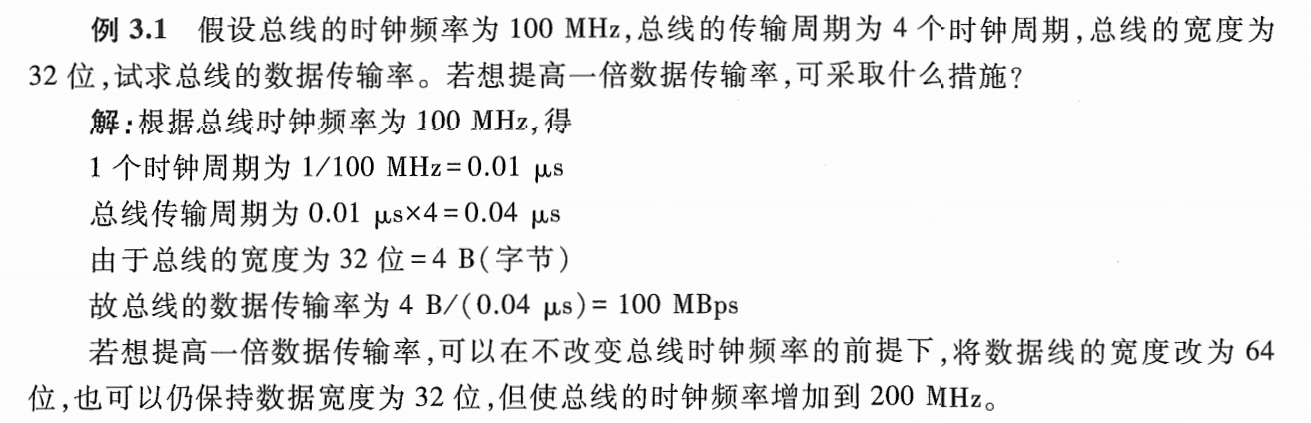 例 3.1 假设总线的时钟频率为 100 MHz,总线的传输周期为 4 个时钟周期,总线的宽度为
32 位,试求总线的数据传输率。若想提高一倍数据传输率,可采取什么措施?
解:根据总线时钟频率为 100 MHz,得
1 个时钟周期为 1/100 MHz=0.01 μs
总线传输周期为 0.01 μs×4=0.04 μs
由于总线的宽度为 32 位=4 B(字节)
故总线的数据传输率为 4 B/(0.04 μs)= 100 MBps
若想提高一倍数据传输率,可以在不改变总线时钟频率的前提下,将数据线的宽度改为 64
位,也可以仍保持数据宽度为 32 位,但使总线的时钟频率增加到 200 MHz。